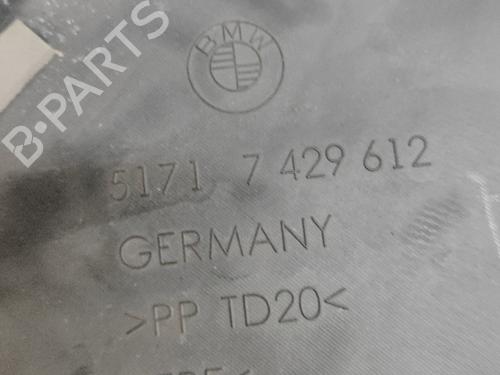 B-PARTS
BMW
5171 7 429 612
GERMANY
>PP TD20<